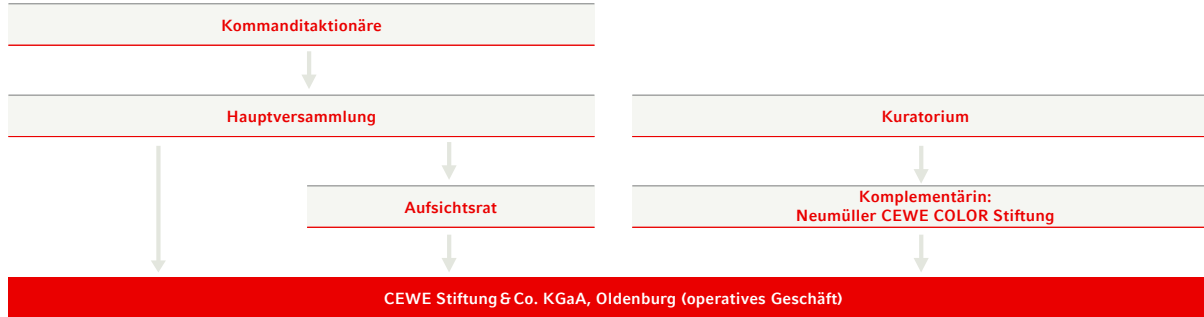 Kommanditaktionäre
Hauptversammlung
Kuratorium
Aufsichtsrat
Komplementärin:
Neumüller CEWE COLOR Stiftung
CEWE Stiftung & Co. KGaA, Oldenburg (operatives Geschäft)